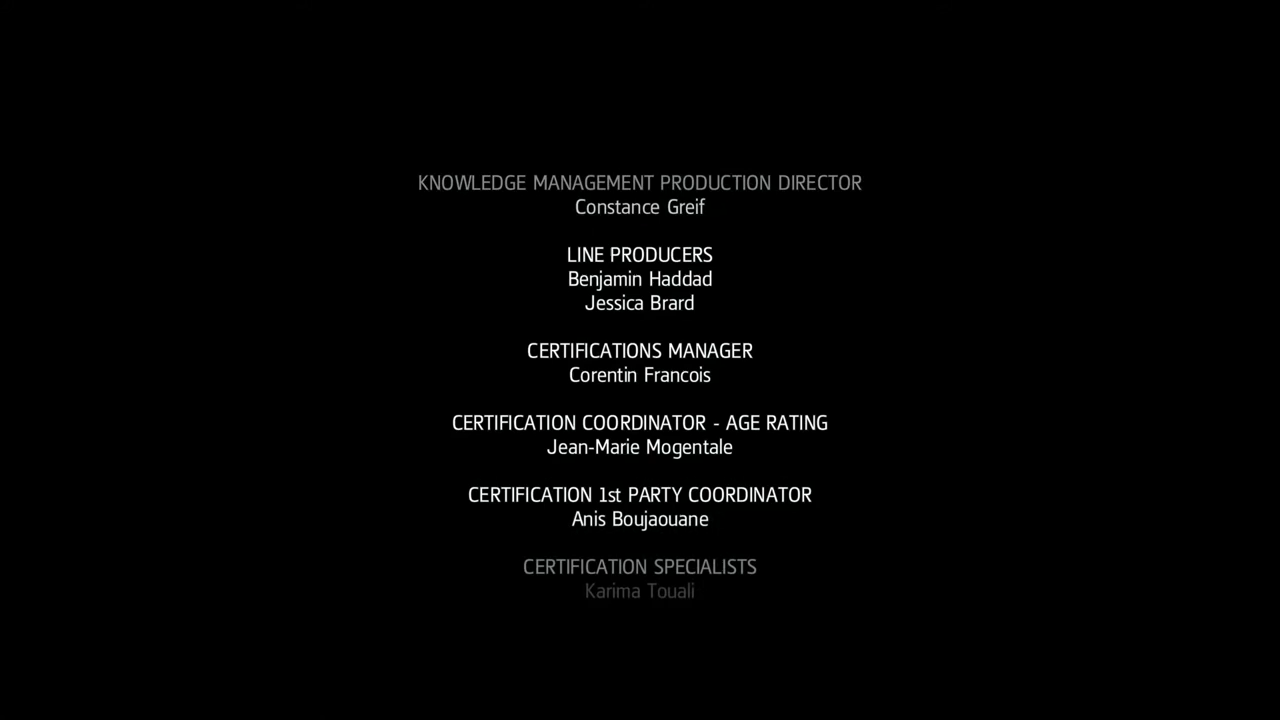 KNOWLEDGE MANAGEMENT PRODUCTION DIRECTOR
Constance Greif
LINE PRODUCERS
Benjamin Haddad
Jessica Brard
CERTIFICATIONS MANAGER
Corentin Francois
CERTIFICATION COORDINATOR - AGE RATING
Jean-Marie Mogentale
CERTIFICATION 1st PARTY COORDINATOR
Anis Boujaouane
CERTIFICATION SPECIALISTS
Karima Touali